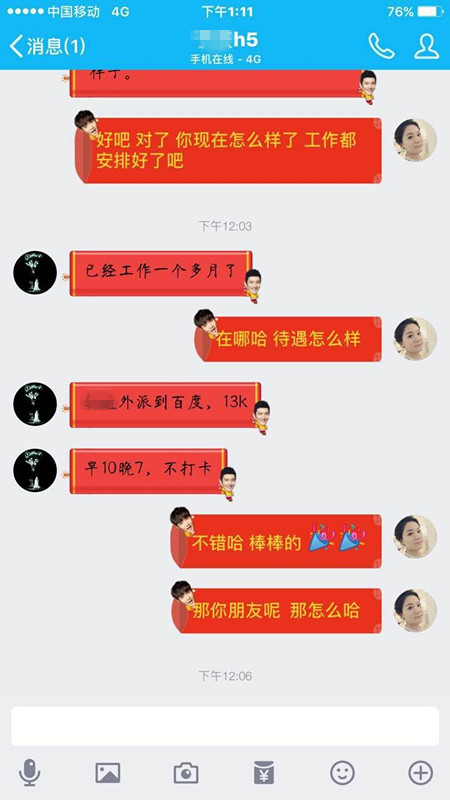 中国移动 4G 下午1:11 76%
消息(1) h5
手机在线 - 4G
样子。
好吧 对了 你现在怎么样了 工作都
安排好了吧
下午12:03
已经工作一个多月了
在哪哈 待遇怎么样
外派到百度，13k
早10晚7，不打卡
不错哈 棒棒的
那你朋友呢 那怎么哈
下午12:06